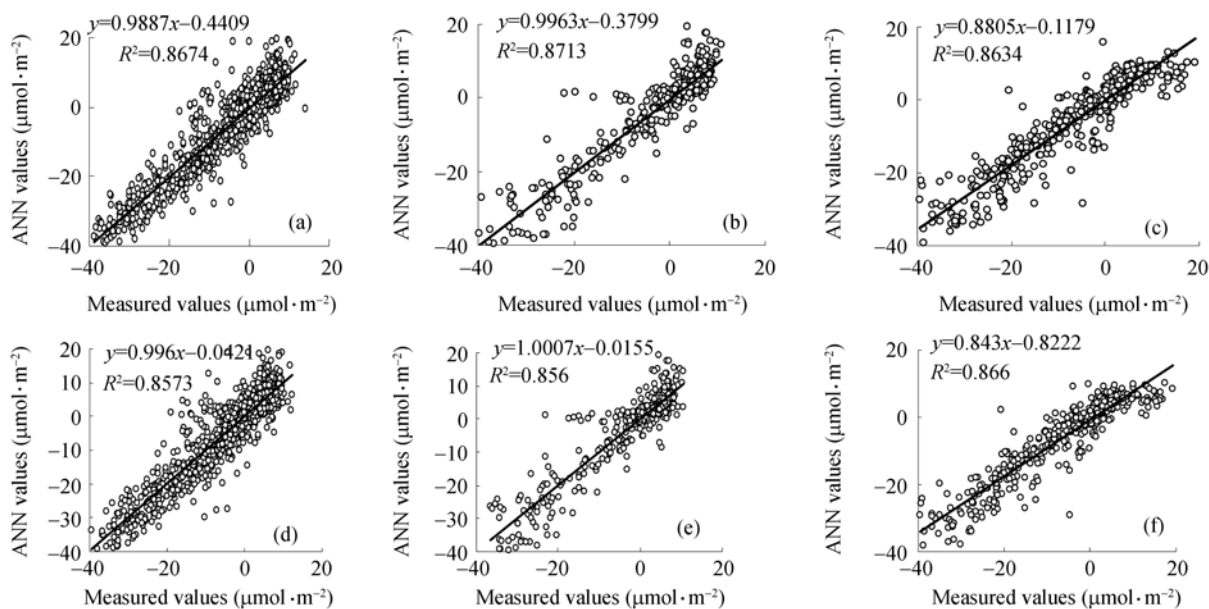 y=0.9887x−0.4409
R²=0.8674
20
0
−20
−40
ANN values (μmol·m⁻²)
(a)
−40 −20 0 20
Measured values (μmol·m⁻²)
y=0.9963x−0.3799
R²=0.8713
20
0
−20
−40
ANN values (μmol·m⁻²)
(b)
−40 −20 0 20
Measured values (μmol·m⁻²)
y=0.8805x−0.1179
R²=0.8634
20
0
−20
−40
ANN values (μmol·m⁻²)
(c)
−40 −20 0 20
Measured values (μmol·m⁻²)
y=0.996x−0.0421
R²=0.8573
20
10
0
−10
−20
−30
−40
ANN values (μmol·m⁻²)
(d)
−40 −20 0 20
Measured values (μmol·m⁻²)
y=1.0007x−0.0155
R²=0.856
20
10
0
−10
−20
−30
−40
ANN values (μmol·m⁻²)
(e)
−40 −20 0 20
Measured values (μmol·m⁻²)
y=0.843x−0.8222
R²=0.866
20
0
−20
−40
ANN values (μmol·m⁻²)
(f)
−40 −20 0 20
Measured values (μmol·m⁻²)